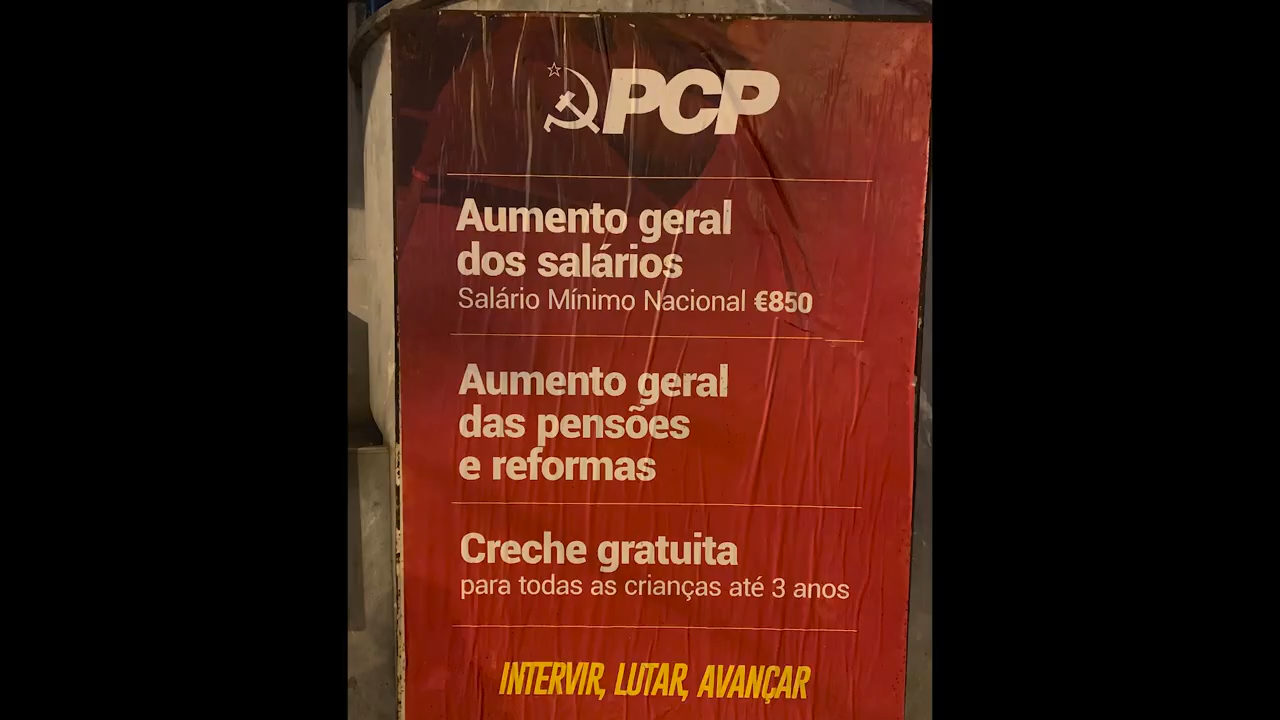 PCP
Aumento geral
dos salários
Salário Mínimo Nacional €850
Aumento geral
das pensões
e reformas
Creche gratuita
para todas as crianças até 3 anos
INTERVIR, LUTAR, AVANÇAR